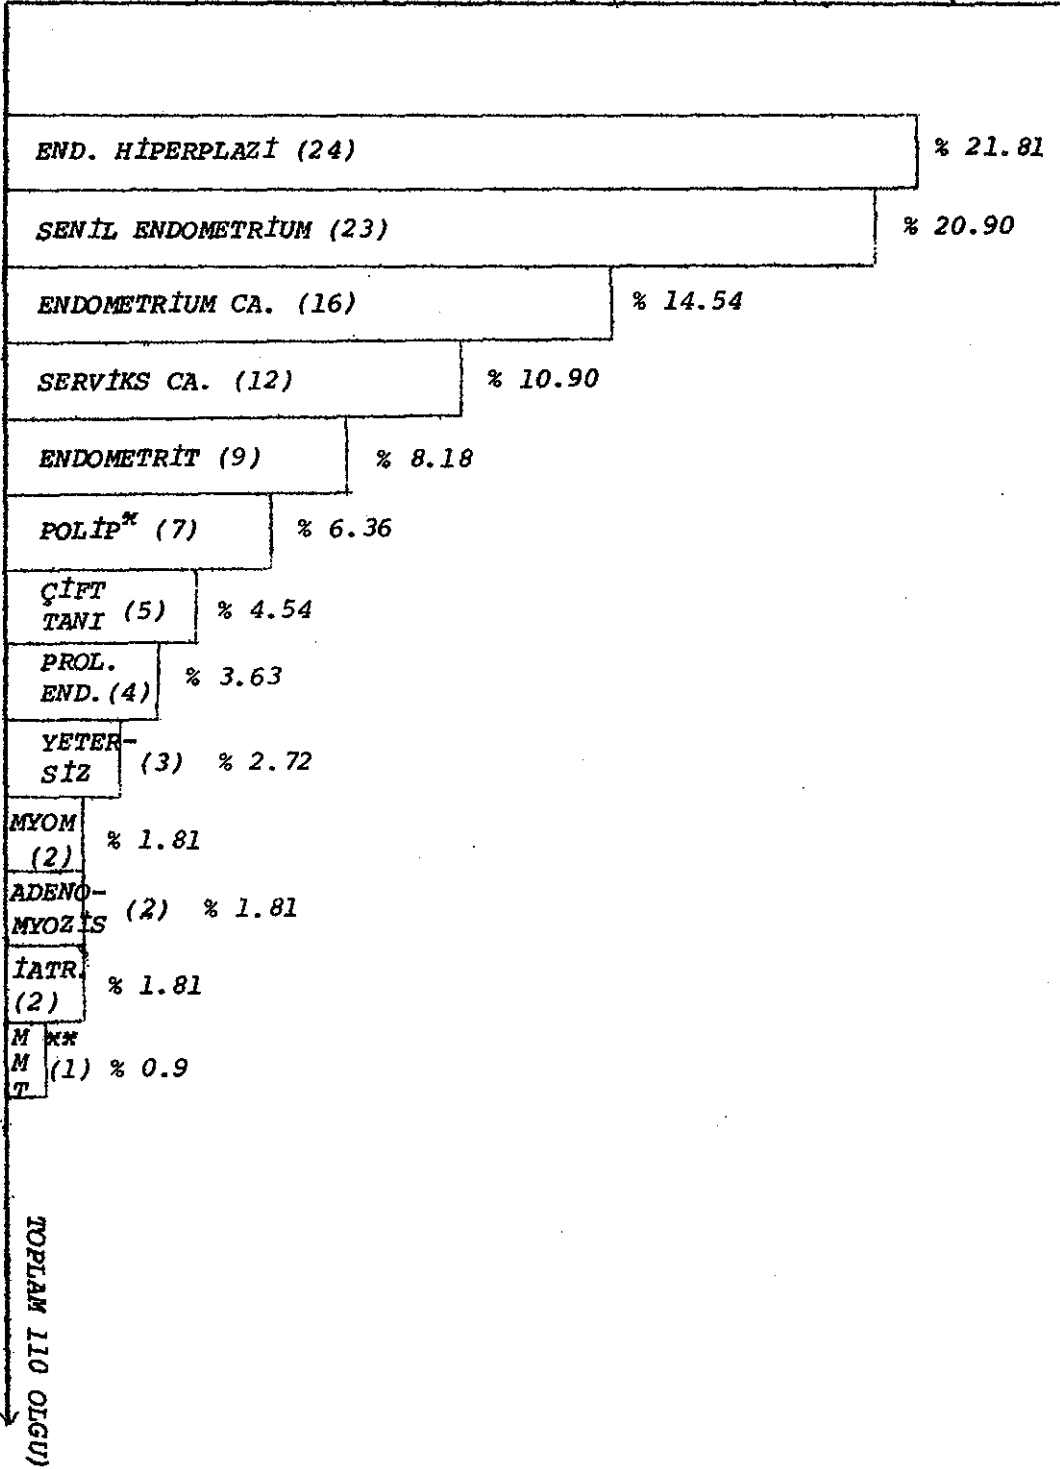 END. HİPERPLAZİ (24) % 21.81
SENİL ENDOMETRİUM (23) % 20.90
ENDOMETRİUM CA. (16) % 14.54
SERVİKS CA. (12) % 10.90
ENDOMETRİT (9) % 8.18
POLİP* (7) % 6.36
ÇİFT
TANI (5) % 4.54
PROL.
END.(4) % 3.63
YETER-
SİZ (3) % 2.72
MYOM
(2) % 1.81
ADENO-
MYOZİS (2) % 1.81
İATR.
(2) % 1.81
M **
M (1) % 0.9
T
TOPLAM 110 OLGU)